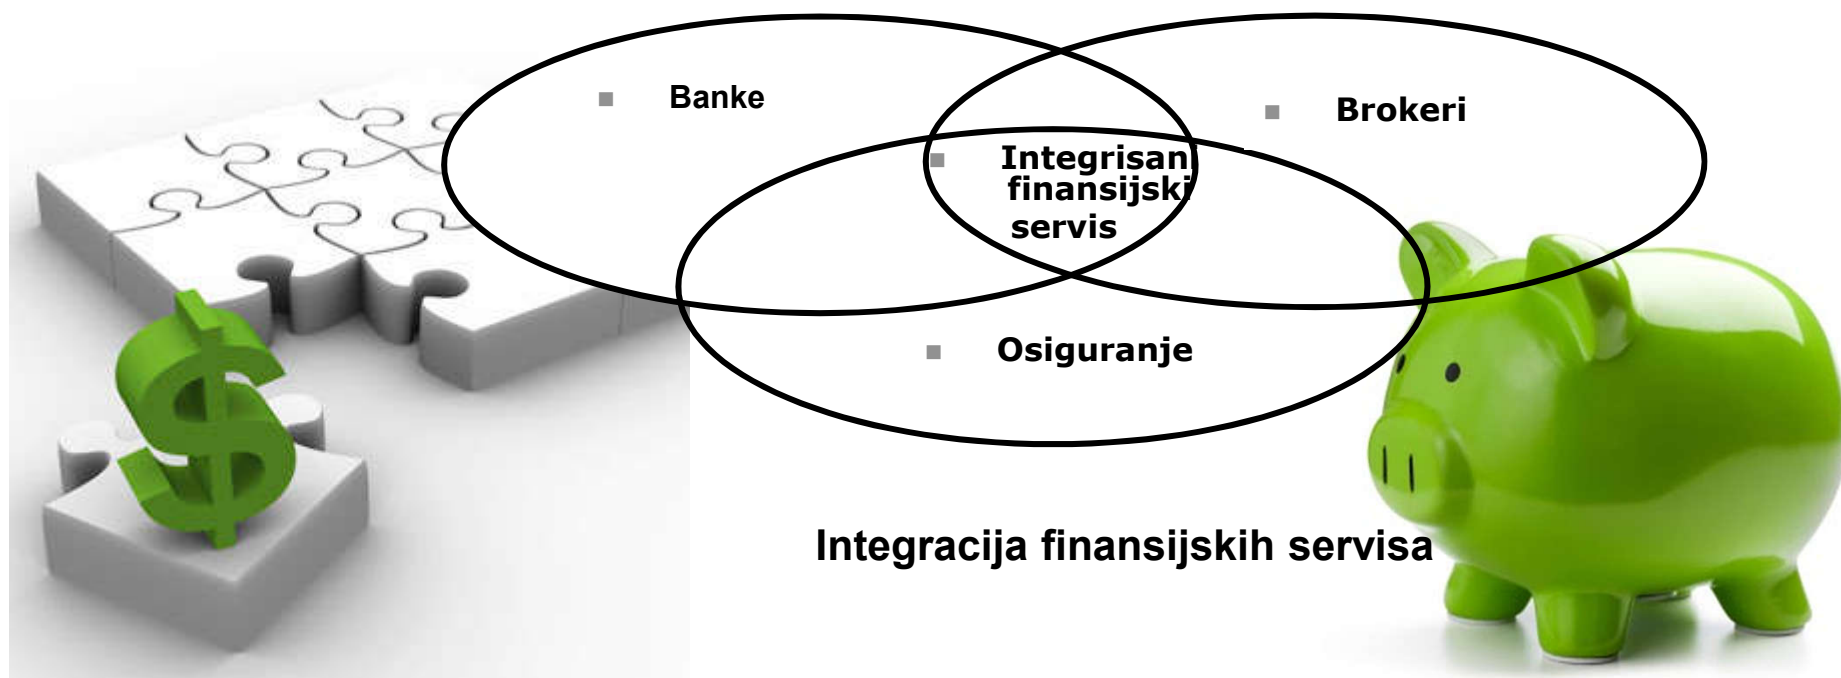 Banke
Brokeri
Integrisani
finansijski
servis
Osiguranje
Integracija finansijskih servisa